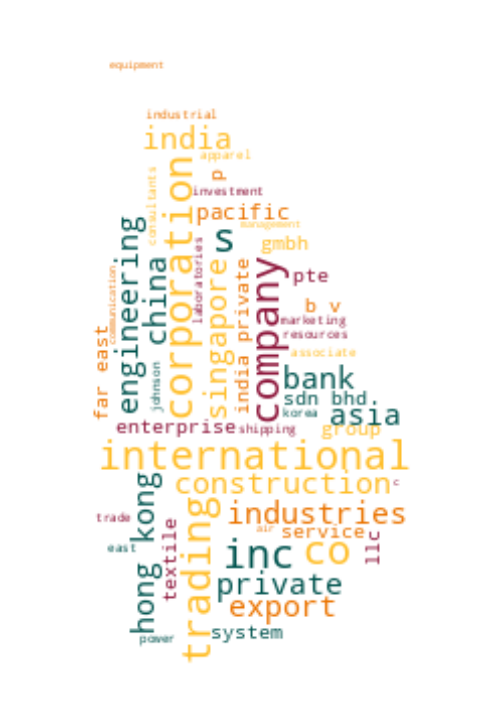 equipment
industrial
india
apparel
consultants
p
investment
corporation
pacific
management
engineering
s
gmbh
laboratories
china
singapore
india private
company
pte
communication
b v
marketing
resources
far east
associate
johnson
bank
sdn bhd.
korea
asia
enterprise
shipping
group
international
construction
c
hong kong
trading
industries
trade
textile
air
service
llc
east
inc
co
private
export
power
system